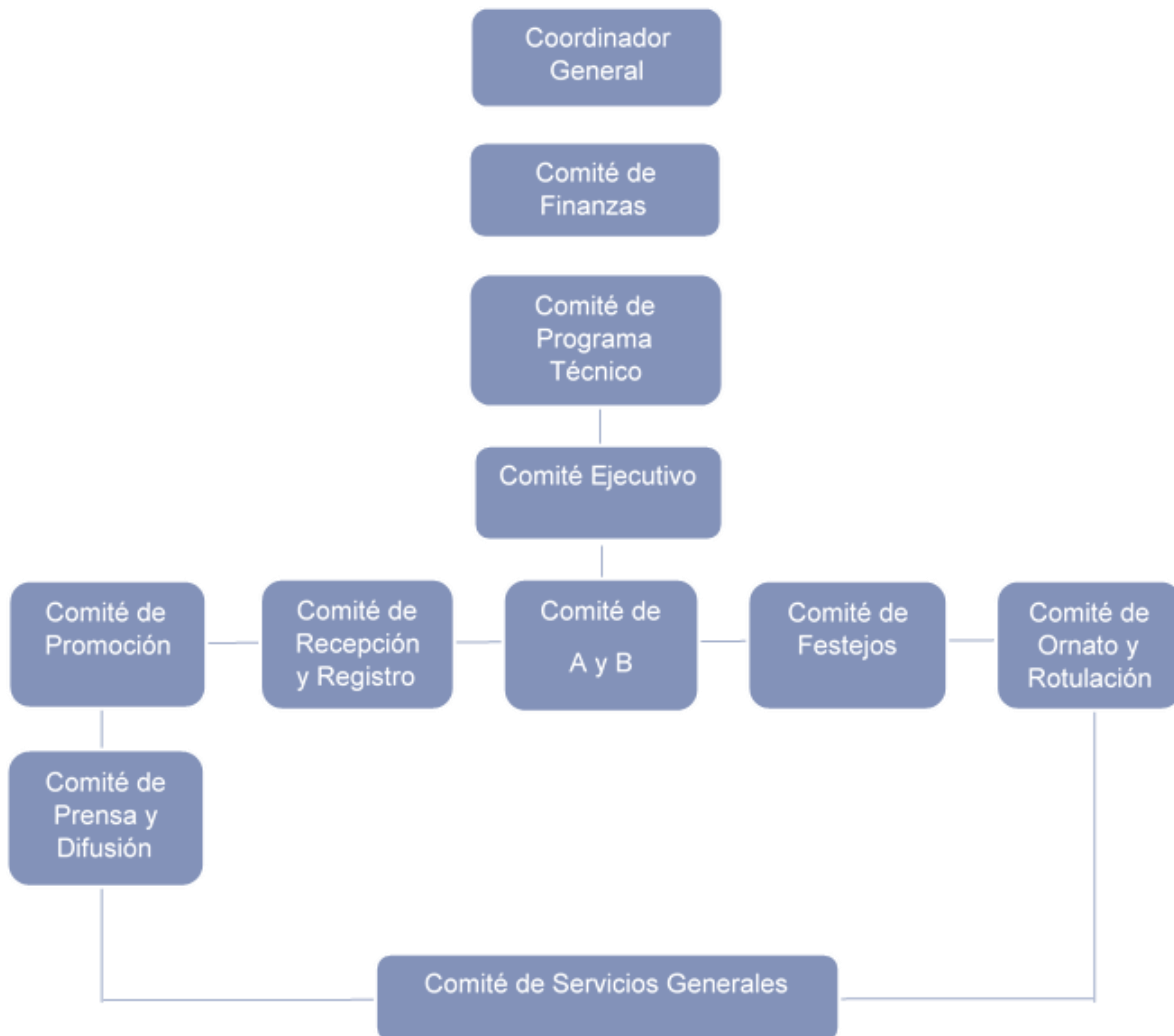 Coordinador
General
Comité de
Finanzas
Comité de
Programa
Técnico
Comité Ejecutivo
Comité de
Promoción
Comité de
Recepción
y Registro
Comité de
A y B
Comité de
Festejos
Comité de
Ornato y
Rotulación
Comité de
Prensa y
Difusión
Comité de Servicios Generales